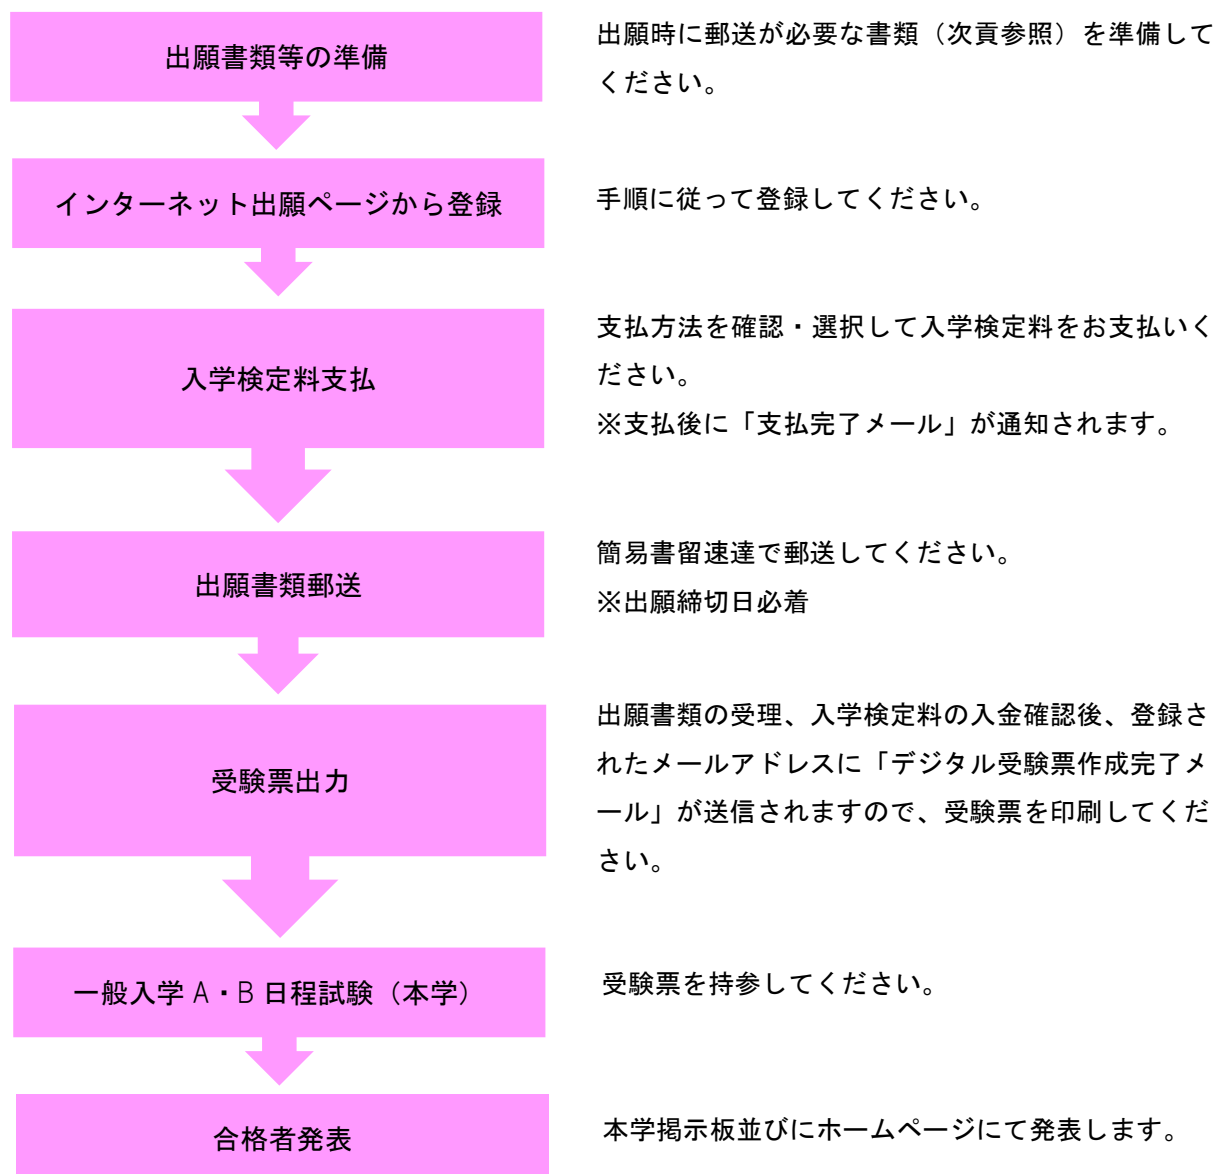 出願書類等の準備
出願時に郵送が必要な書類（次貢参照）を準備して
ください。
インターネット出願ページから登録
手順に従って登録してください。
入学検定料支払
支払方法を確認・選択して入学検定料をお支払いく
ださい。
※支払後に「支払完了メール」が通知されます。
出願書類郵送
簡易書留速達で郵送してください。
※出願締切日必着
受験票出力
出願書類の受理、入学検定料の入金確認後、登録さ
れたメールアドレスに「デジタル受験票作成完了メ
ール」が送信されますので、受験票を印刷してくだ
さい。
一般入学 A・B 日程試験（本学）
受験票を持参してください。
合格者発表
本学掲示板並びにホームページにて発表します。